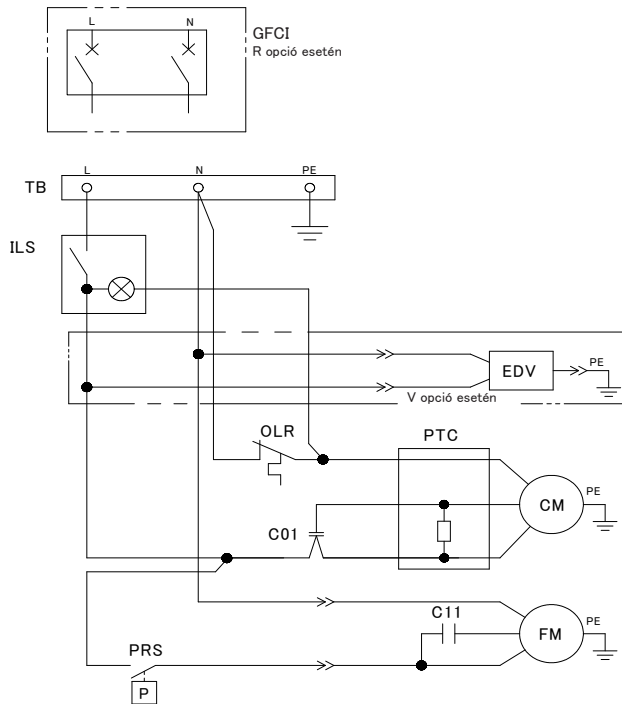 L N
GFCI
R opció esetén
L N PE
TB
ILS
EDV
PE
V opció esetén
OLR
PTC
CM
PE
C01
C11
FM
PE
PRS
P